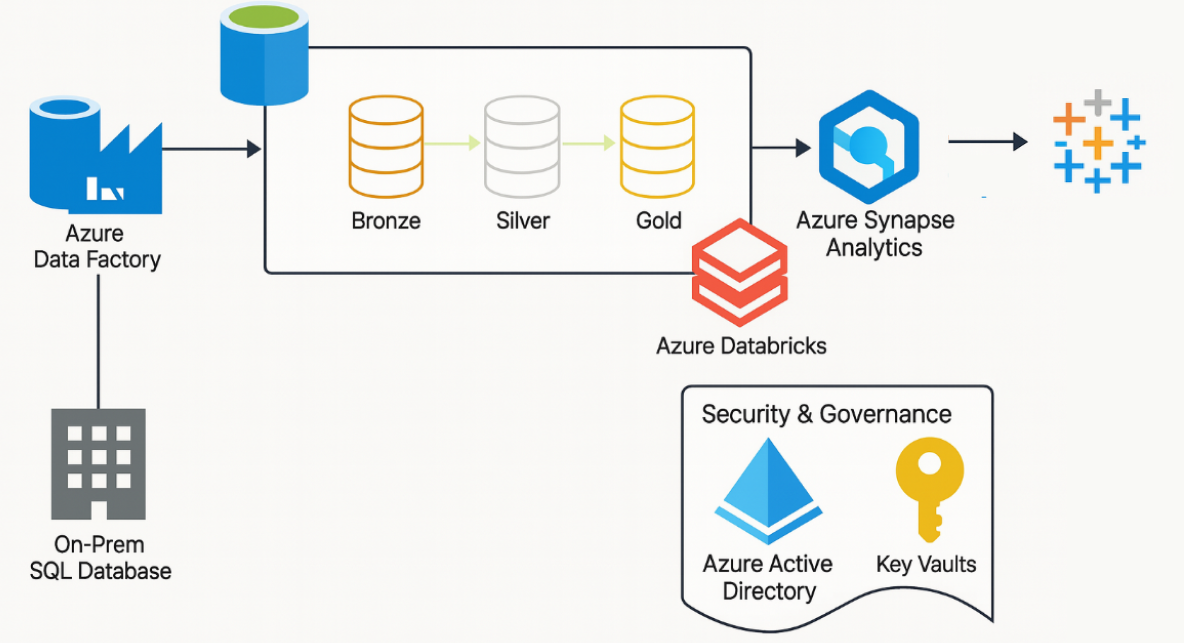 Azure
Data Factory
On-Prem
SQL Database
Bronze
Silver
Gold
Azure Databricks
Azure Synapse
Analytics
Security & Governance
Azure Active
Directory
Key Vaults